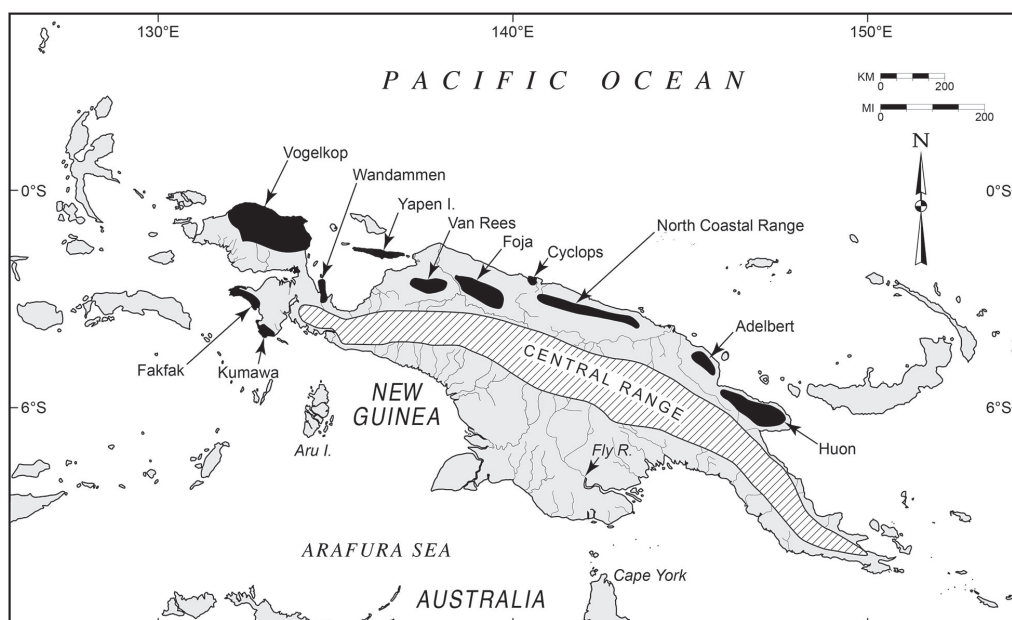 130°E
140°E
150°E
PACIFIC OCEAN
KM
0 200
MI
0 200
N
Vogelkop
Wandammen
0°S
0°S
Yapen I.
Van Rees
Foja
North Coastal Range
Cyclops
Adelbert
Fakfak
Kumawa
CENTRAL RANGE
NEW
GUINEA
6°S
6°S
Huon
Aru I.
Fly R.
ARAFURA SEA
Cape York
AUSTRALIA